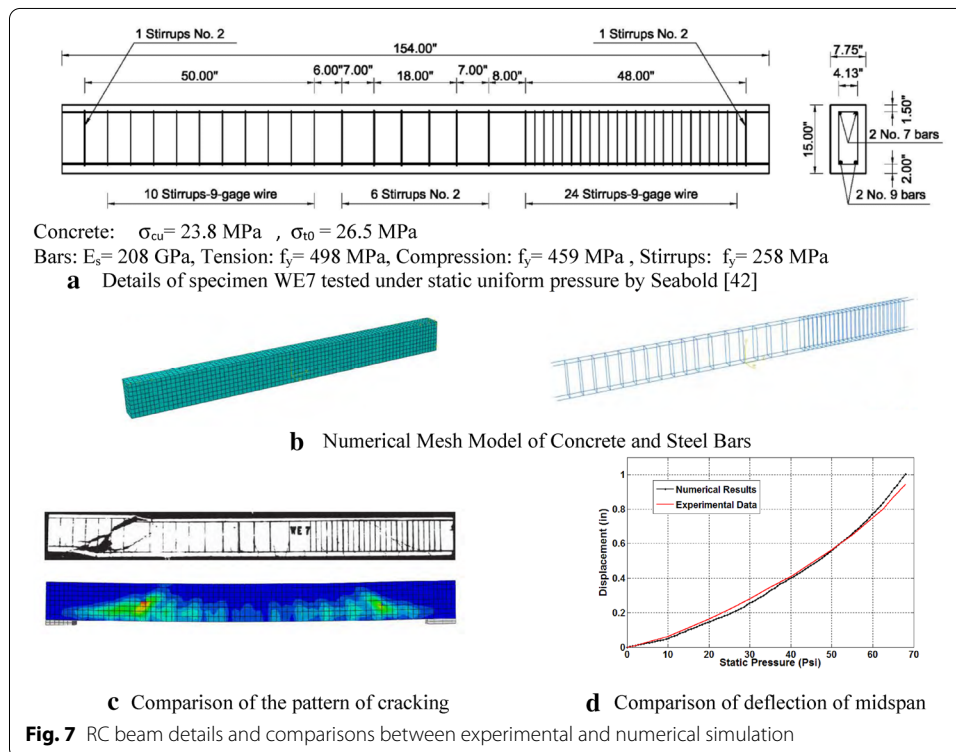 1 Stirrups No. 2
154.00"
1 Stirrups No. 2
7.75"
50.00"
6.00"
7.00"
18.00"
7.00"
8.00"
48.00"
4.13"
15.00"
1.50"
2 No. 7 bars
2.00"
10 Stirrups-9-gage wire
6 Stirrups No. 2
24 Stirrups-9-gage wire
2 No. 9 bars
Concrete: σcu= 23.8 MPa , σt0 = 26.5 MPa
Bars: Es= 208 GPa, Tension: fy= 498 MPa, Compression: fy= 459 MPa , Stirrups: fy= 258 MPa
a Details of specimen WE7 tested under static uniform pressure by Seabold [42]
b Numerical Mesh Model of Concrete and Steel Bars
WE 7
Displacement (in)
1
0.8
0.6
0.4
0.2
0
Numerical Results
Experimental Data
0 10 20 30 40 50 60 70
Static Pressure (Psi)
c Comparison of the pattern of cracking
d Comparison of deflection of midspan
Fig. 7 RC beam details and comparisons between experimental and numerical simulation